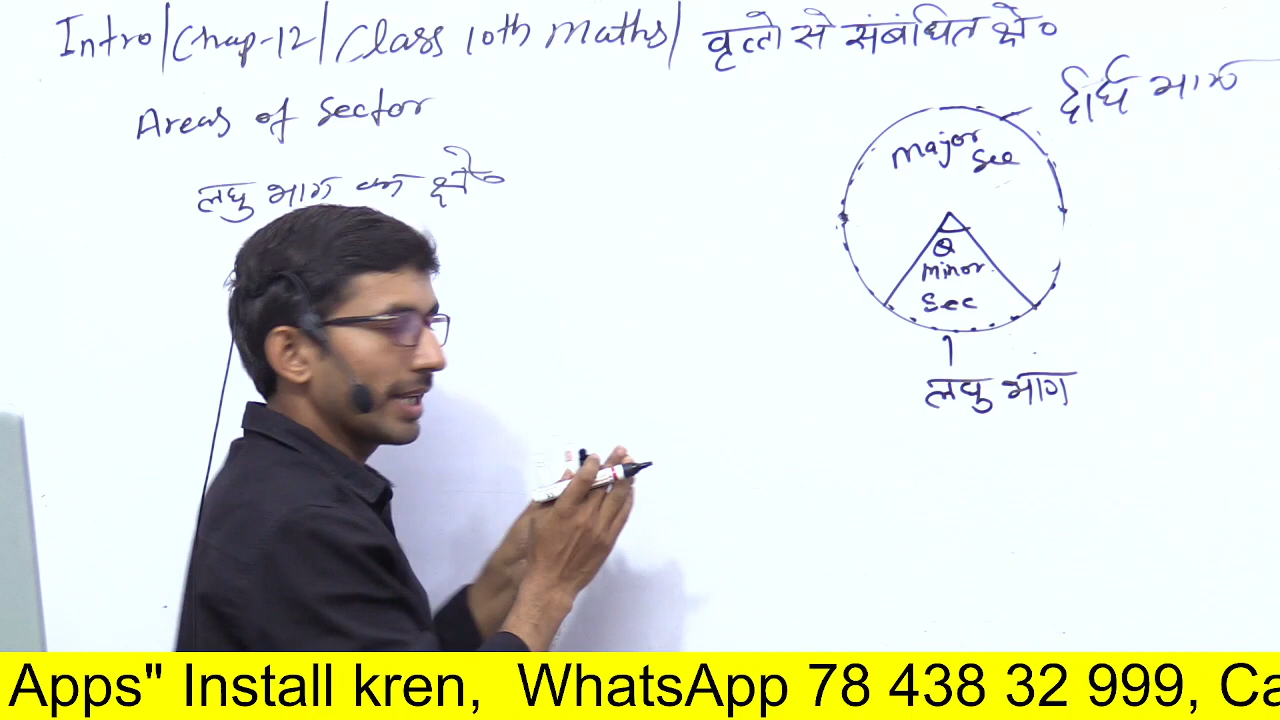 Intro/Chap-12/Class 10th Maths/ वृत्तो से संबंधित क्षे०
दीर्घ भाग
Areas of Sector
लघु भाग का क्षे०
Major
Sec
θ
Minor
Sec
लघु भाग
Apps" Install kren, WhatsApp 78 438 32 999, Ca